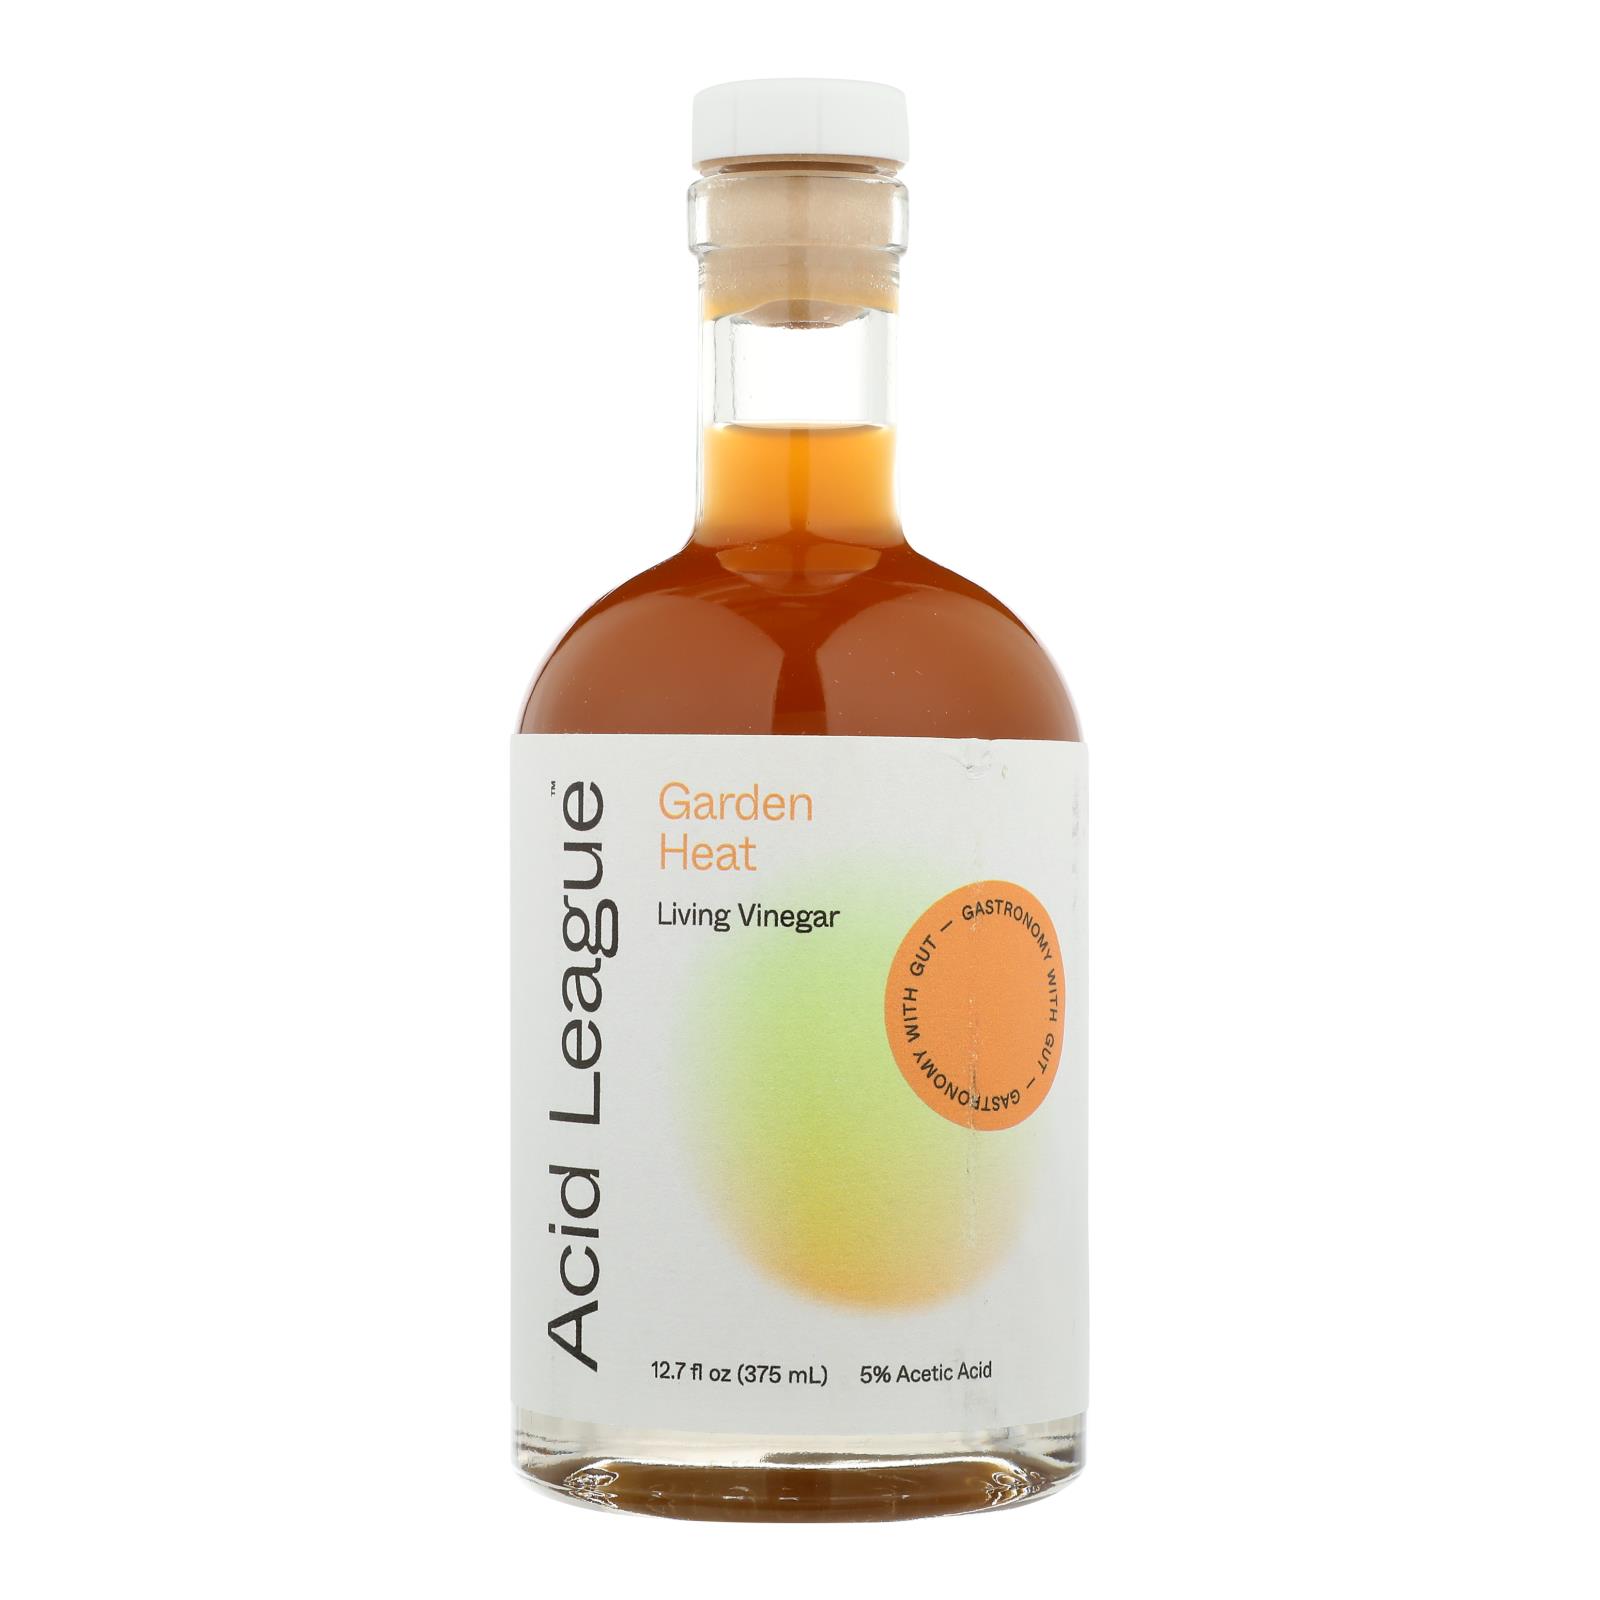 Acid League™
Garden
Heat
Living Vinegar
GASTRONOMY WITH GUT — GASTRONOMY WITH GUT —
12.7 fl oz (375 mL) 5% Acetic Acid